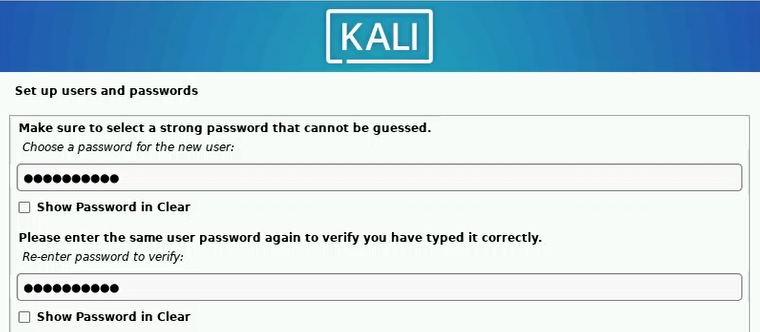 KALI
Set up users and passwords
Make sure to select a strong password that cannot be guessed.
Choose a password for the new user:
●●●●●●●●●●
Show Password in Clear
Please enter the same user password again to verify you have typed it correctly.
Re-enter password to verify:
●●●●●●●●●●
Show Password in Clear